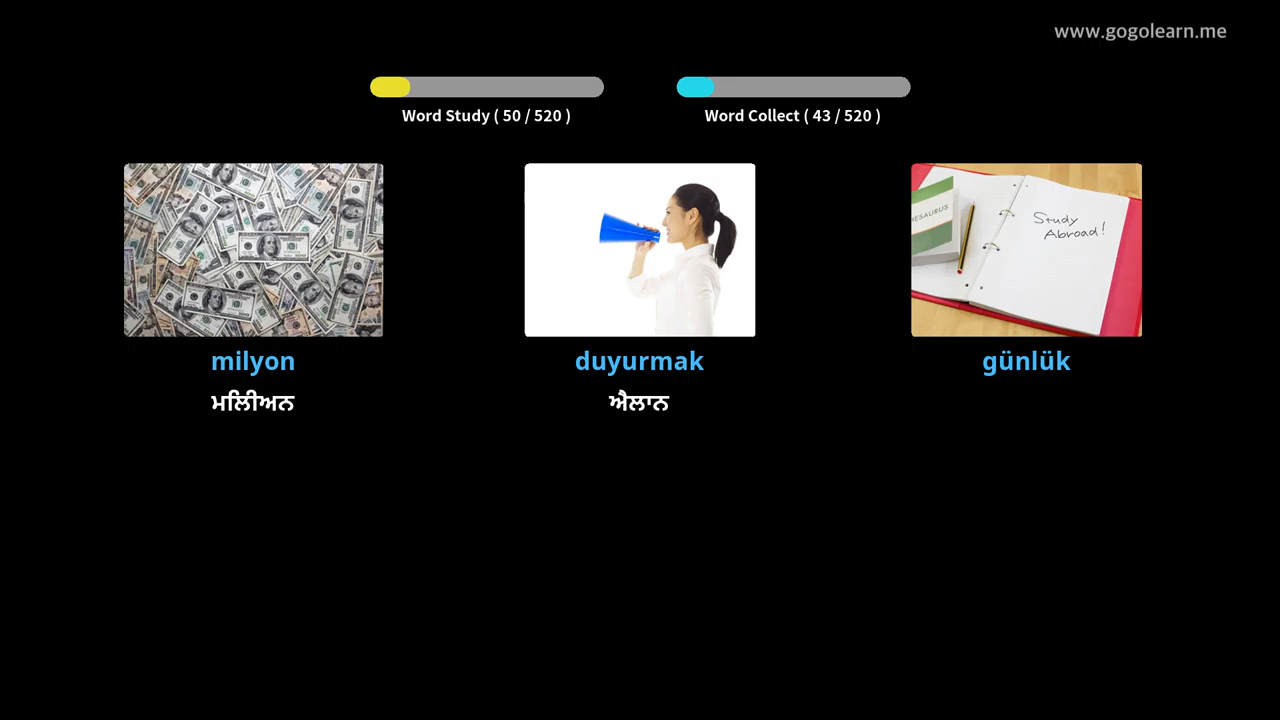 www.gogolearn.me
Word Study ( 50 / 520 )
Word Collect ( 43 / 520 )
THESAURUS
Study
Abroad!
milyon
duyurmak
günlük
ਮਲਿੀਅਨ
ਐਲਾਨ